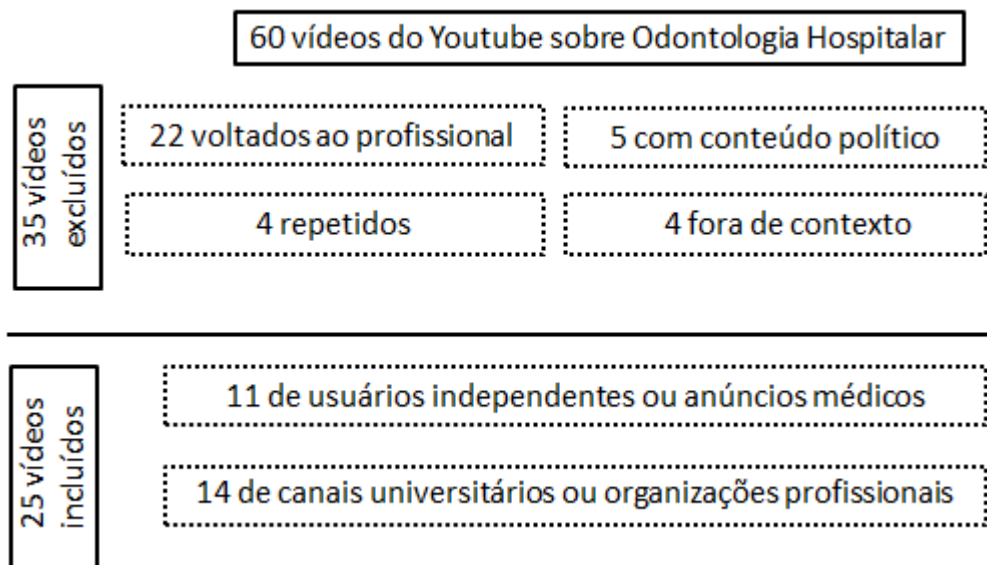 60 vídeos do Youtube sobre Odontologia Hospitalar
35 vídeos
excluídos
22 voltados ao profissional
5 com conteúdo político
4 repetidos
4 fora de contexto
25 vídeos
incluídos
11 de usuários independentes ou anúncios médicos
14 de canais universitários ou organizações profissionais